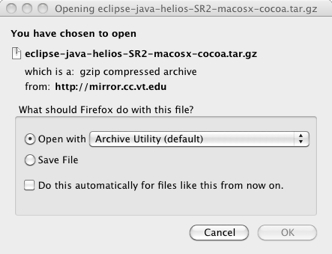 Opening eclipse-java-helios-SR2-macosx-cocoa.tar.gz
You have chosen to open
eclipse-java-helios-SR2-macosx-cocoa.tar.gz
which is a: gzip compressed archive
from: http://mirror.cc.vt.edu
What should Firefox do with this file?
Open with Archive Utility (default)
Save File
Do this automatically for files like this from now on.
Cancel OK